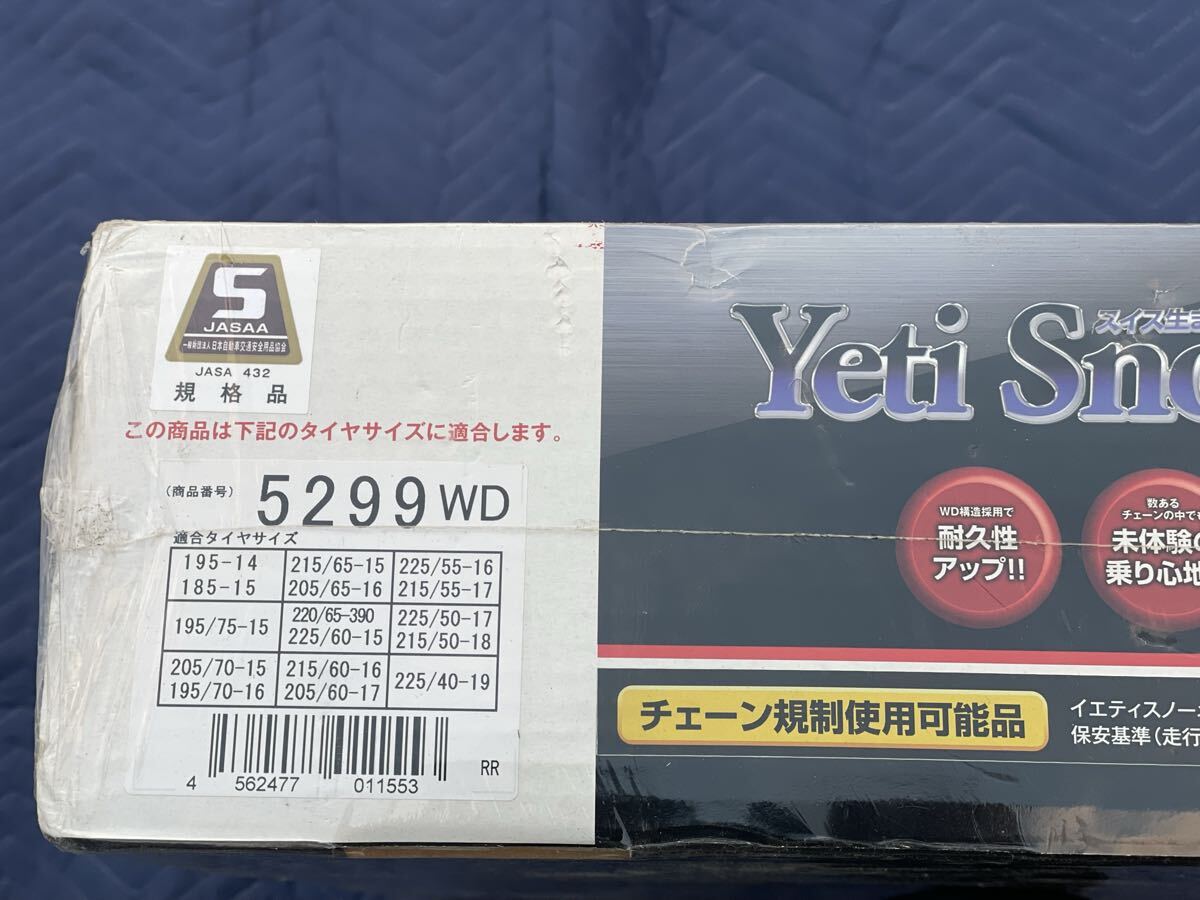 S
JASAA
一般財団法人 日本自動車交通安全用品協会
JASA 432
規格品
この商品は下記のタイヤサイズに適合します。
(商品番号) 5299WD
適合タイヤサイズ
195-14 215/65-15 225/55-16
185-15 205/65-16 215/55-17
195/75-15 220/65-390 225/50-17
225/60-15 215/50-18
205/70-15 215/60-16 225/40-19
195/70-16 205/60-17
4 562477 011553
RR
スイス生ま
Yeti Sno
WD構造採用で
耐久性
アップ!!
数ある
チェーンの中でも
未体験の
乗り心地
チェーン規制使用可能品
イエティスノーネ
保安基準(走行